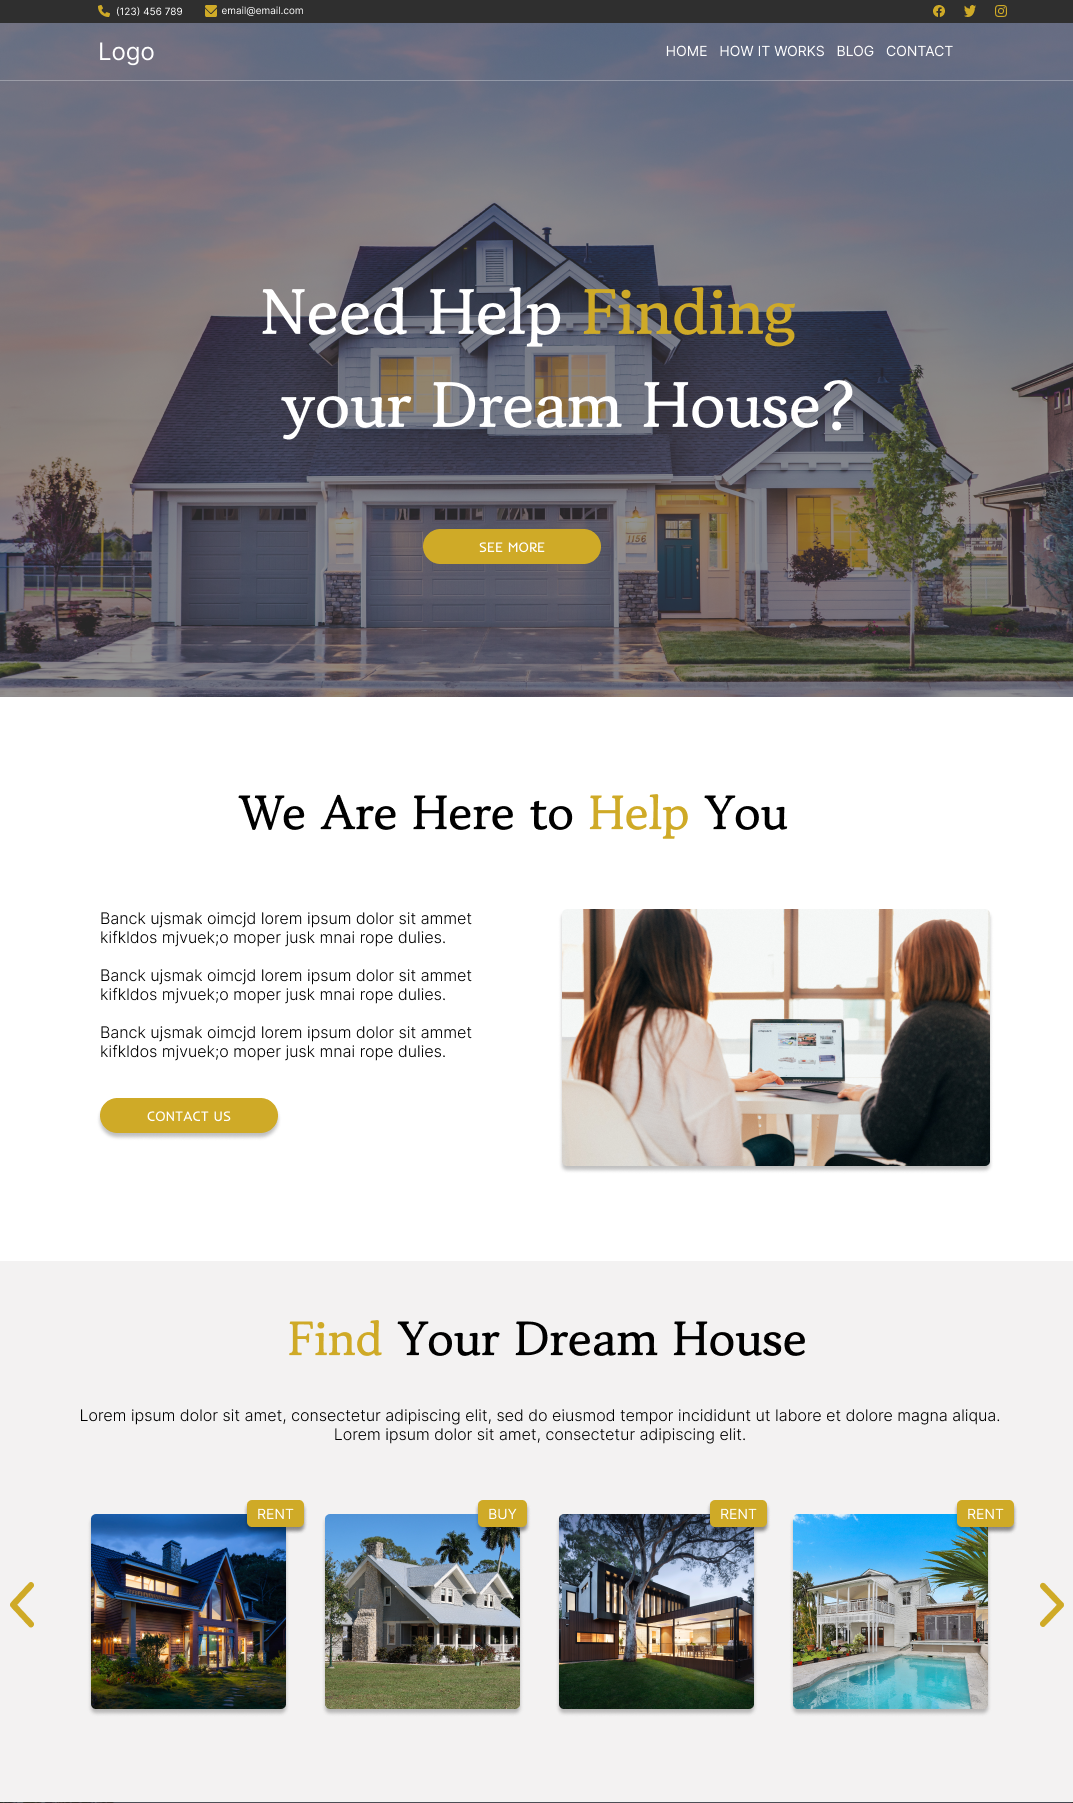 (123) 456 789 email@email.com
Logo HOME HOW IT WORKS BLOG CONTACT
Need Help Finding
your Dream House?
1156
SEE MORE
We Are Here to Help You
Banck ujsmak oimcjd lorem ipsum dolor sit ammet
kifkldos mjvuek;o moper jusk mnai rope dulies.
Banck ujsmak oimcjd lorem ipsum dolor sit ammet
kifkldos mjvuek;o moper jusk mnai rope dulies.
Banck ujsmak oimcjd lorem ipsum dolor sit ammet
kifkldos mjvuek;o moper jusk mnai rope dulies.
CONTACT US
Find Your Dream House
Lorem ipsum dolor sit amet, consectetur adipiscing elit, sed do eiusmod tempor incididunt ut labore et dolore magna aliqua.
Lorem ipsum dolor sit amet, consectetur adipiscing elit.
RENT BUY RENT RENT